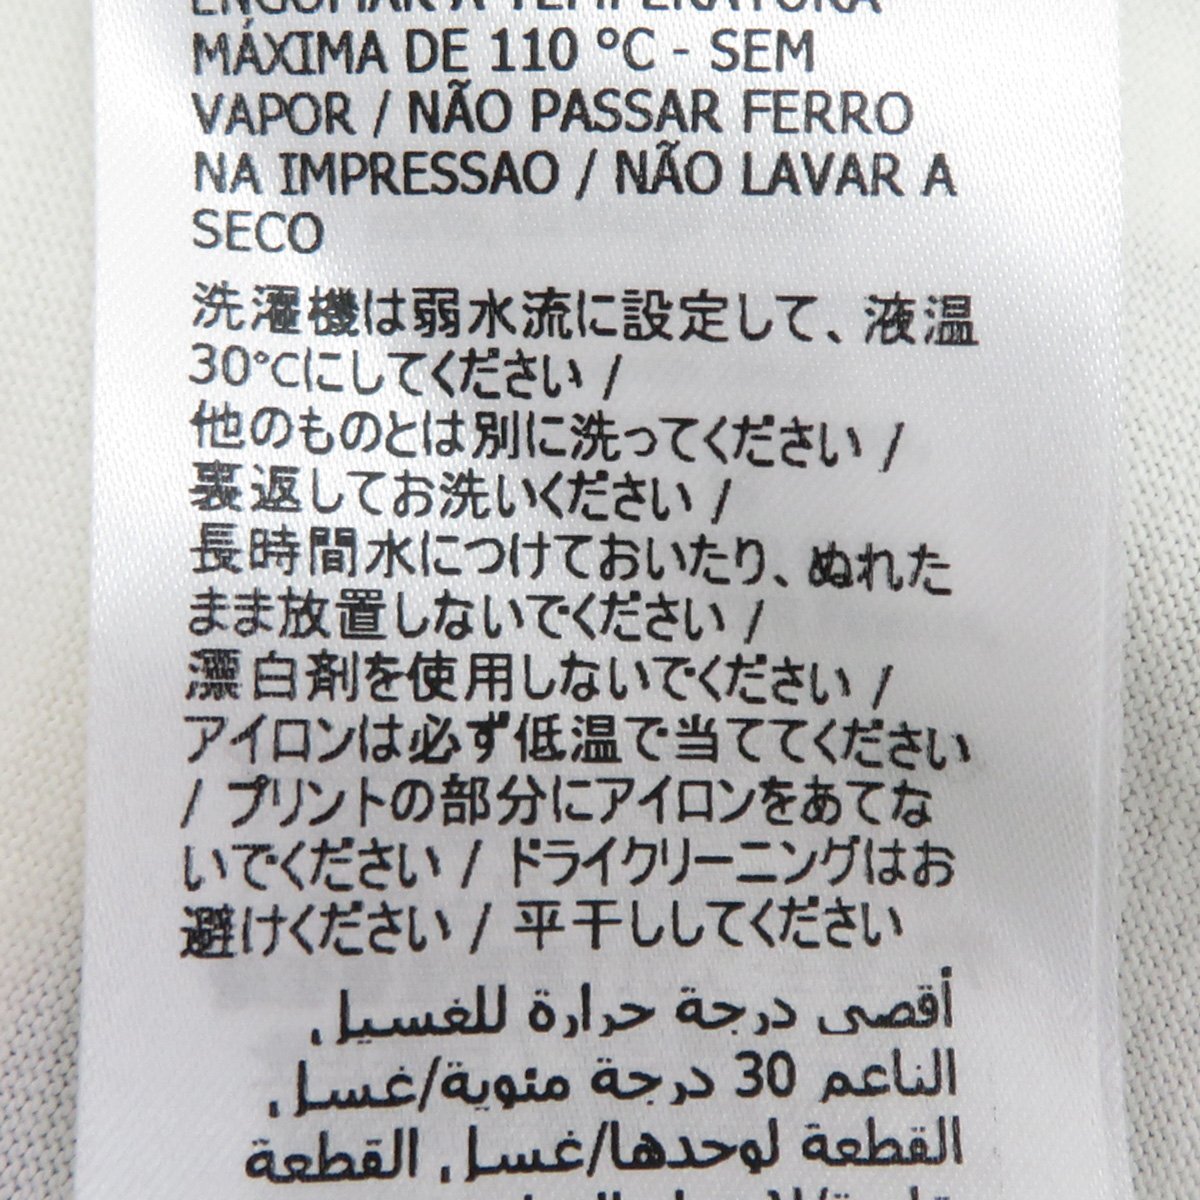 ENGOMAR A TEMPERATURA
MÁXIMA DE 110 °C - SEM
VAPOR / NÃO PASSAR FERRO
NA IMPRESSAO / NÃO LAVAR A
SECO
洗濯機は弱水流に設定して、液温
30℃にしてください /
他のものとは別に洗ってください /
裏返してお洗いください /
長時間水につけておいたり、ぬれた
まま放置しないでください /
漂白剤を使用しないでください /
アイロンは必ず低温で当ててください
/ プリントの部分にアイロンをあてな
いでください / ドライクリーニングはお
避けください / 平干ししてください
أقصى درجة حرارة للغسيل,
الناعم 30 درجة مئوية/غسل,
القطعة لوحدها/غسل, القطعة